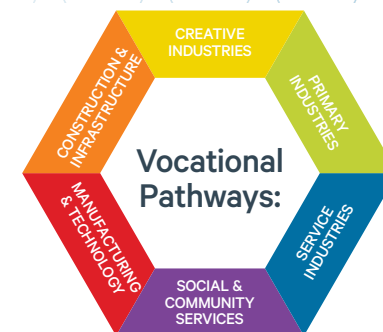 CREATIVE
INDUSTRIES
PRIMARY
INDUSTRIES
SERVICE
INDUSTRIES
SOCIAL &
COMMUNITY
SERVICES
MANUFACTURING
& TECHNOLOGY
CONSTRUCTION &
INFRASTRUCTURE
Vocational
Pathways: